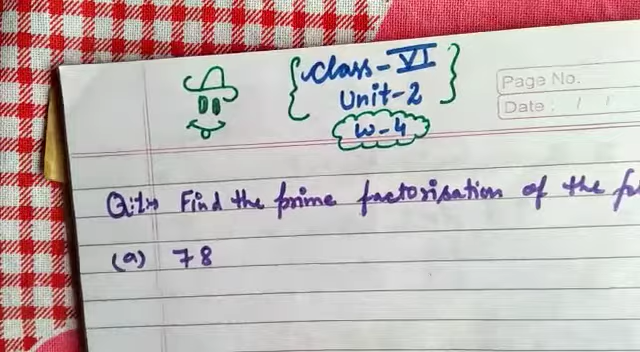 Class-VI
Unit-2
W-4
Page No.
Date: / /
Q.1. Find the prime factorisation of the
(a) 78